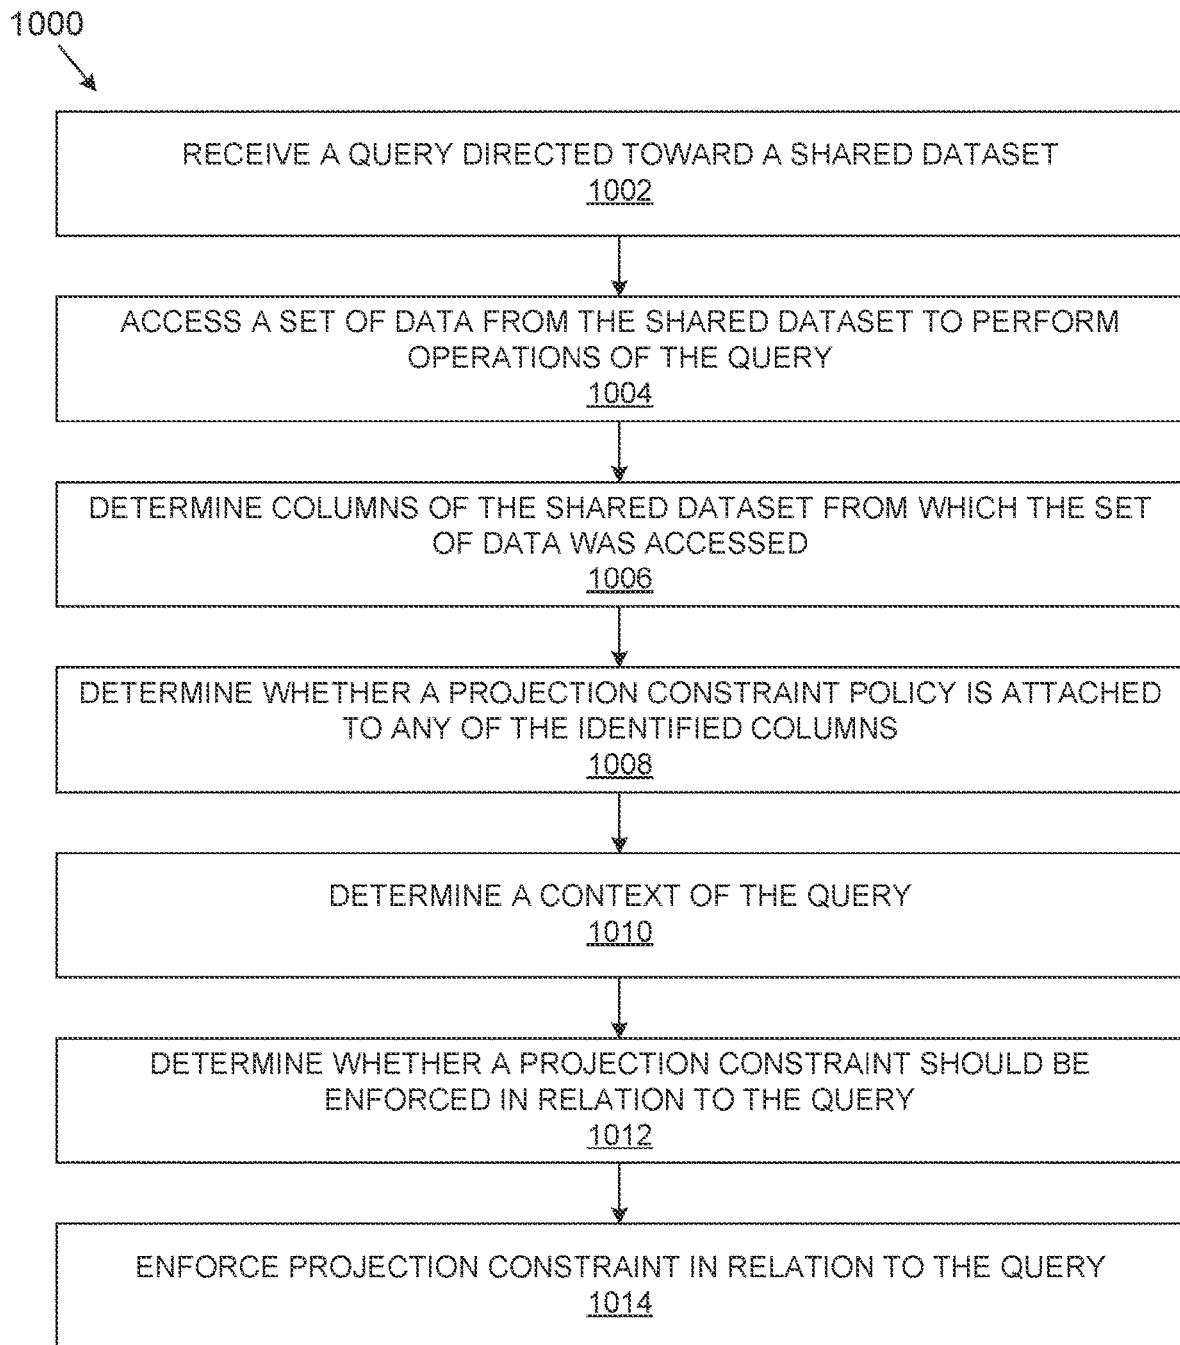 1000
RECEIVE A QUERY DIRECTED TOWARD A SHARED DATASET
1002
ACCESS A SET OF DATA FROM THE SHARED DATASET TO PERFORM
OPERATIONS OF THE QUERY
1004
DETERMINE COLUMNS OF THE SHARED DATASET FROM WHICH THE SET
OF DATA WAS ACCESSED
1006
DETERMINE WHETHER A PROJECTION CONSTRAINT POLICY IS ATTACHED
TO ANY OF THE IDENTIFIED COLUMNS
1008
DETERMINE A CONTEXT OF THE QUERY
1010
DETERMINE WHETHER A PROJECTION CONSTRAINT SHOULD BE
ENFORCED IN RELATION TO THE QUERY
1012
ENFORCE PROJECTION CONSTRAINT IN RELATION TO THE QUERY
1014